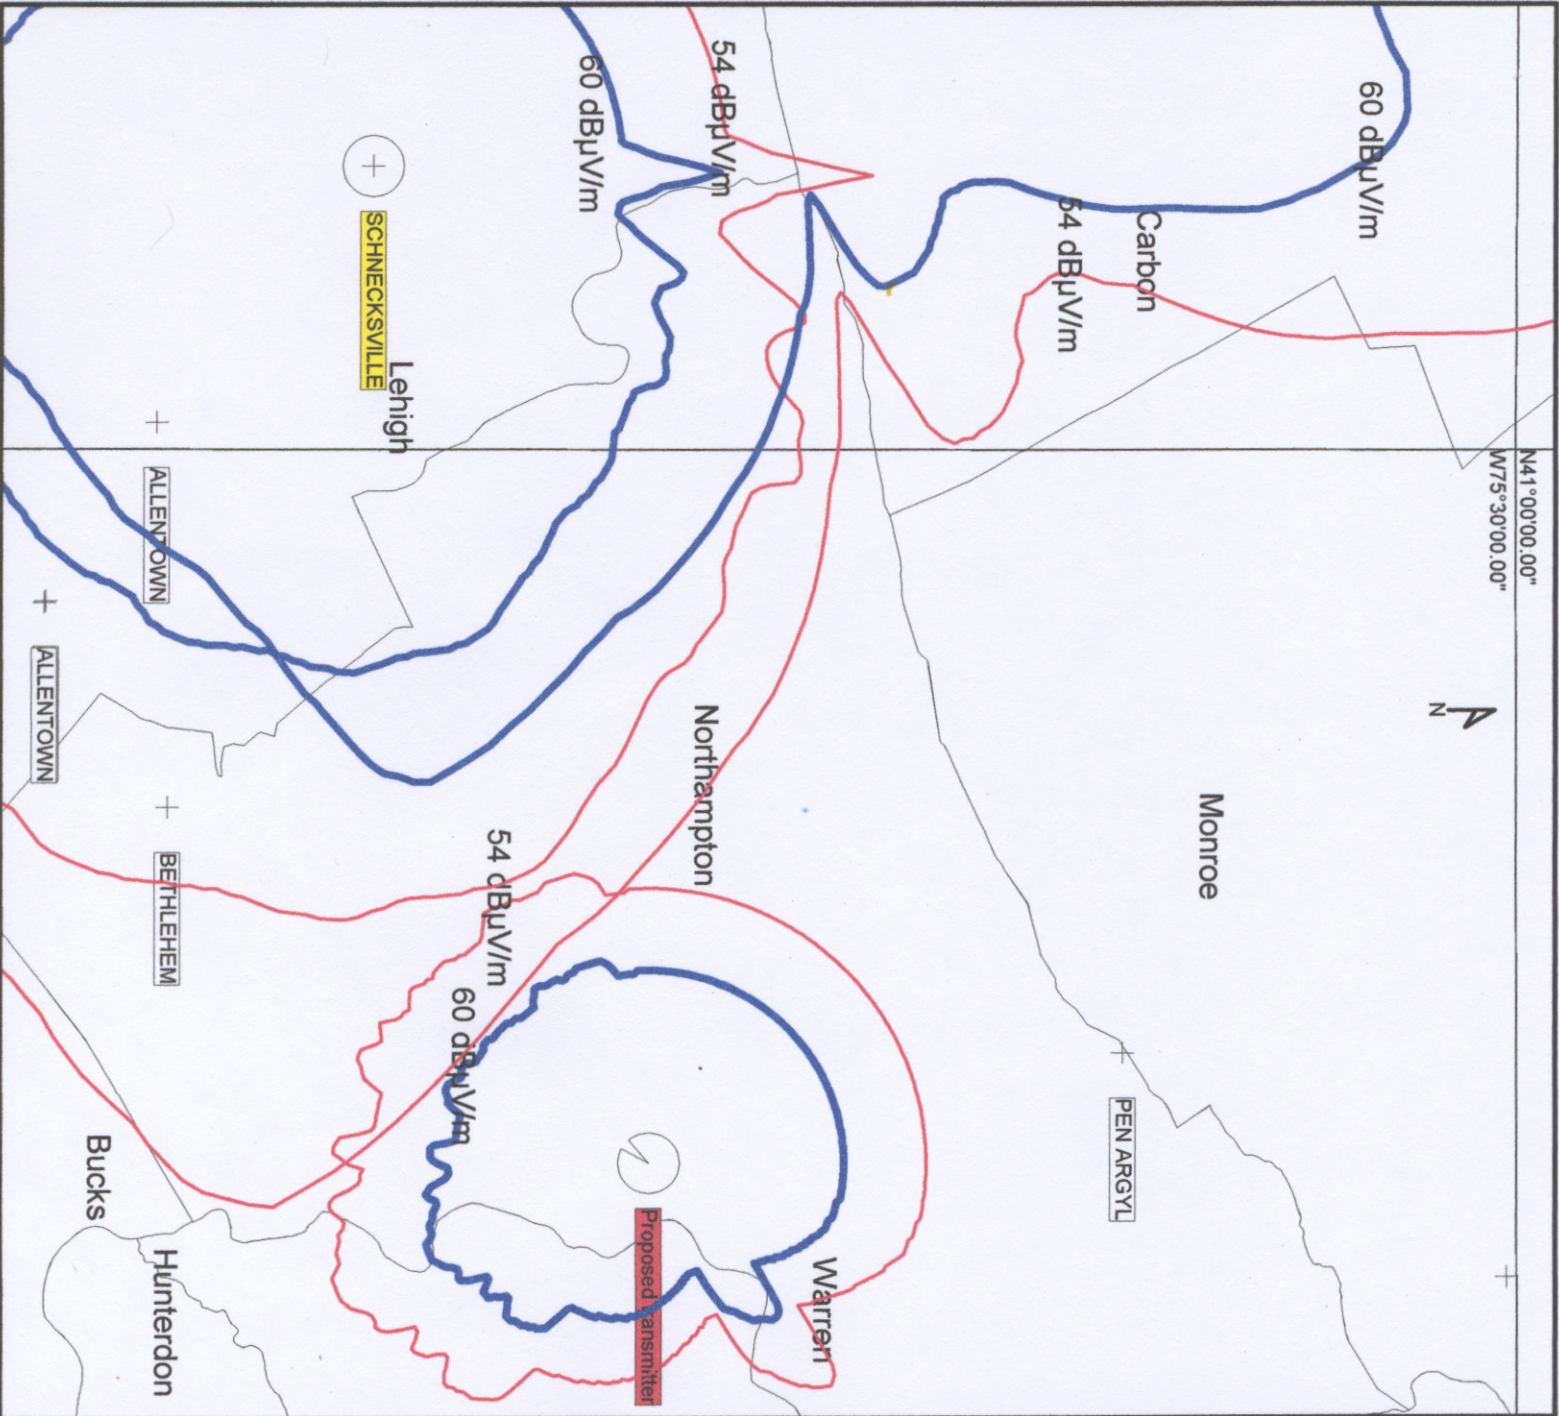 N41°00'00.00"
W75°30'00.00"
60 dBµV/m
Carbon
54 dBµV/m
N
Monroe
PEN ARGYL
54 dBµV/m
60 dBµV/m
Northampton
Warren
Proposed Transmitter
54 dBµV/m
60 dBµV/m
SCHNECKSVILLE
Lehigh
ALLENTOWN
ALLENTOWN
BETHLEHEM
Bucks
Hunterdon